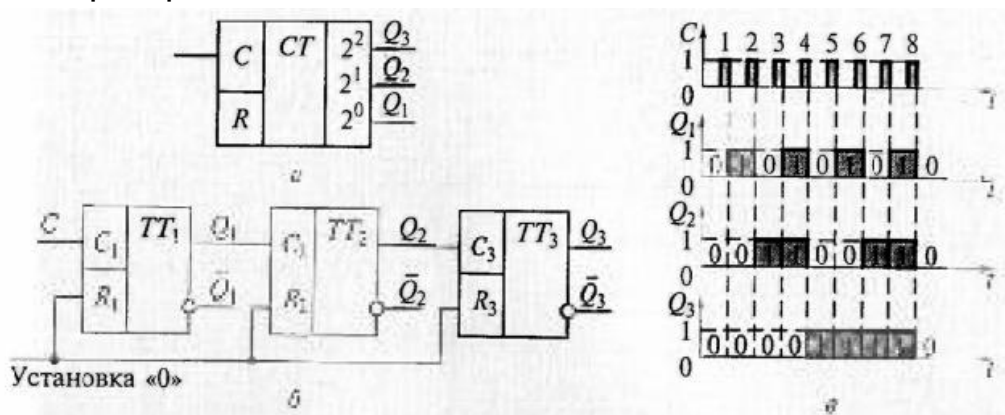 C CT 2² Q₃
2¹ Q₂
R 2⁰ Q₁
а
C C₁ TT₁ Q₁ TT₂ Q₂ C₃ TT₃ Q₃
R₁ Q̄₁ Q̄₂ R₃ Q̄₃
Установка «0»
б
C 1 2 3 4 5 6 7 8
1
0
Q₁
1 0 0 0 0 0
0
Q₂
1 0 0 0 0 0
0
Q₃
1 0 0 0 0 0
0
в